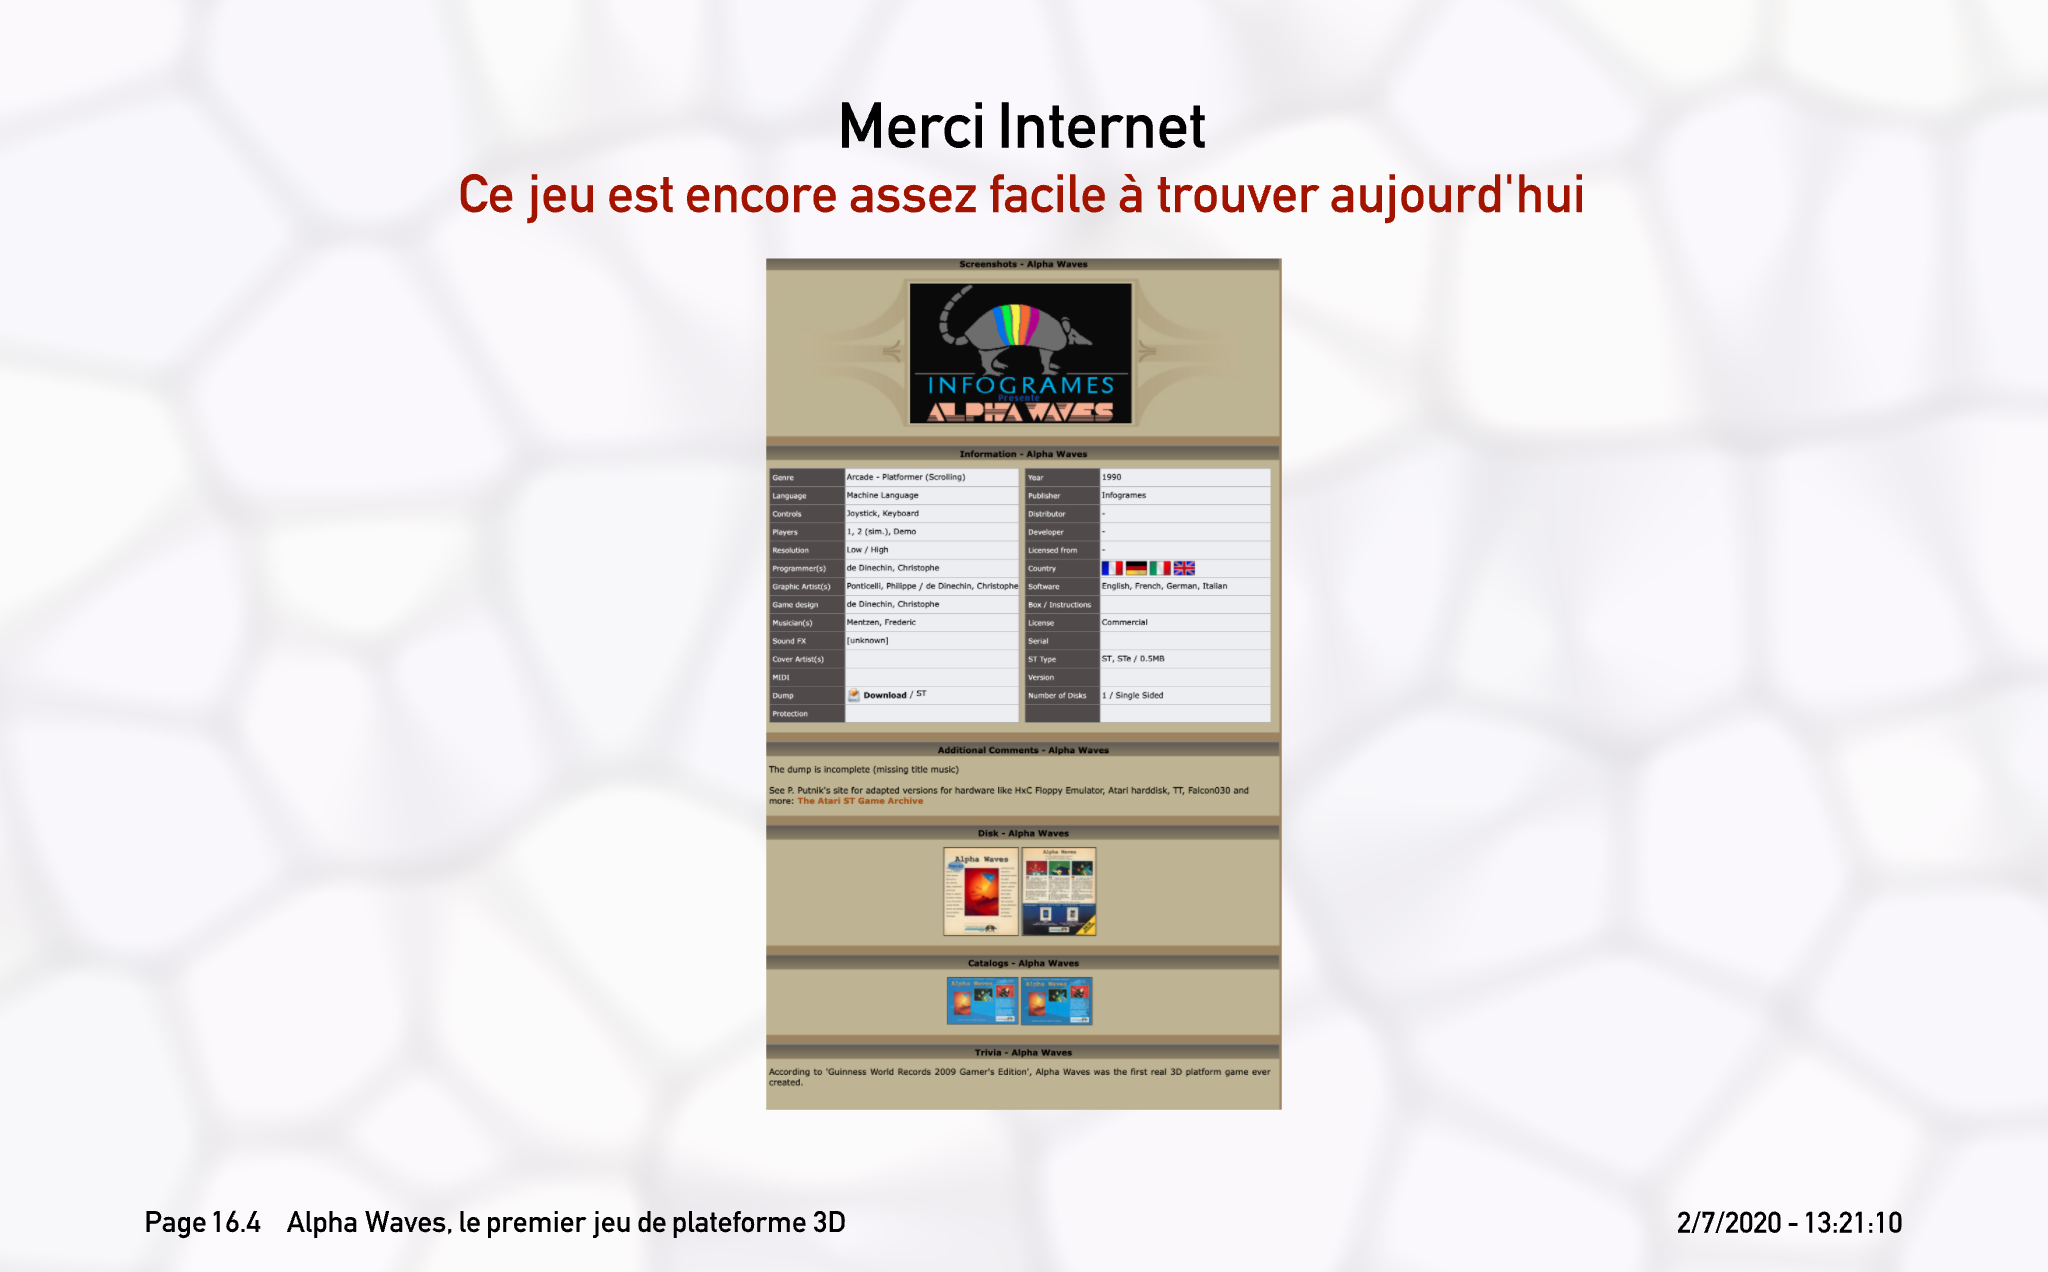 Merci Internet
Ce jeu est encore assez facile à trouver aujourd'hui
Screenshots - Alpha Waves
INFOGRAMES
Presente
ALPHA WAVES
Information - Alpha Waves
Genre Arcade - Platformer (Scrolling) Year 1990
Language Machine Language Publisher Infogrames
Controls Joystick, Keyboard Distributor -
Players 1, 2 (sim.), Demo Developer -
Resolution Low / High Licensed from -
Programmer(s) de Dinechin, Christophe Country
Graphic Artist(s) Ponticelli, Philippe / de Dinechin, Christophe Software English, French, German, Italian
Game design de Dinechin, Christophe Box / Instructions
Musician(s) Mentzen, Frederic License Commercial
Sound FX [unknown] Serial
Cover Artist(s) ST Type ST, STe / 0.5MB
MIDI Version
Dump Download / ST Number of Disks 1 / Single Sided
Protection
Additional Comments - Alpha Waves
The dump is incomplete (missing title music)
See P. Putnik's site for adapted versions for hardware like HxC Floppy Emulator, Atari harddisk, TT, Falcon030 and
more: The Atari ST Game Archive
Disk - Alpha Waves
Alpha Waves
Alpha Waves
Catalogs - Alpha Waves
Alpha Waves
Alpha Waves
Trivia - Alpha Waves
According to 'Guinness World Records 2009 Gamer's Edition', Alpha Waves was the first real 3D platform game ever
created.
Page 16.4 Alpha Waves, le premier jeu de plateforme 3D
2/7/2020 - 13:21:10